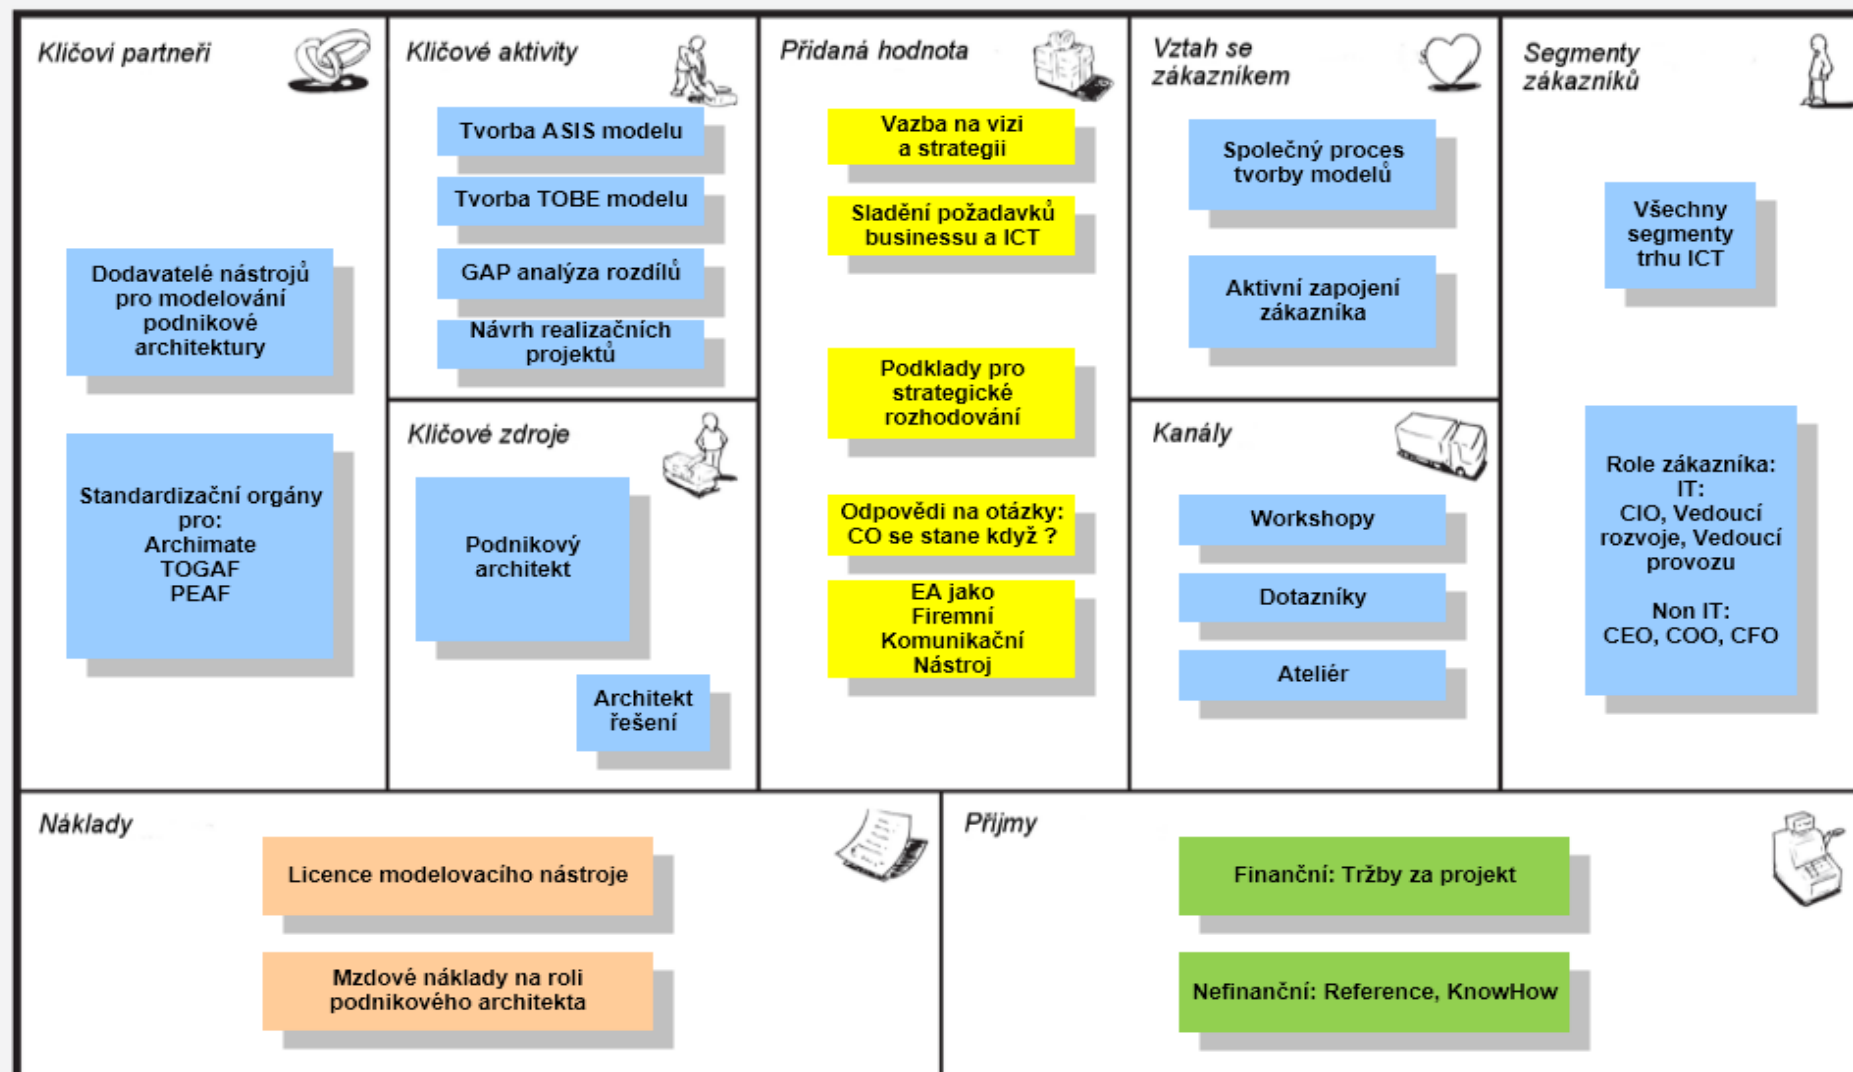 Klíčoví partneři
Dodavatelé nástrojů
pro modelování
podnikové
architektury
Standardizační orgány
pro:
Archimate
TOGAF
PEAF
Klíčové aktivity
Tvorba ASIS modelu
Tvorba TOBE modelu
GAP analýza rozdílů
Návrh realizačních
projektů
Klíčové zdroje
Podnikový
architekt
Architekt
řešení
Přidaná hodnota
Vazba na vizi
a strategii
Sladění požadavků
businessu a ICT
Podklady pro
strategické
rozhodování
Odpovědi na otázky:
CO se stane když ?
EA jako
Firemní
Komunikační
Nástroj
Vztah se
zákazníkem
Společný proces
tvorby modelů
Aktivní zapojení
zákazníka
Kanály
Workshopy
Dotazníky
Ateliér
Segmenty
zákazníků
Všechny
segmenty
trhu ICT
Role zákazníka:
IT:
CIO, Vedoucí
rozvoje, Vedoucí
provozu
Non IT:
CEO, COO, CFO
Náklady
Licence modelovacího nástroje
Mzdové náklady na roli
podnikového architekta
Příjmy
Finanční: Tržby za projekt
Nefinanční: Reference, KnowHow